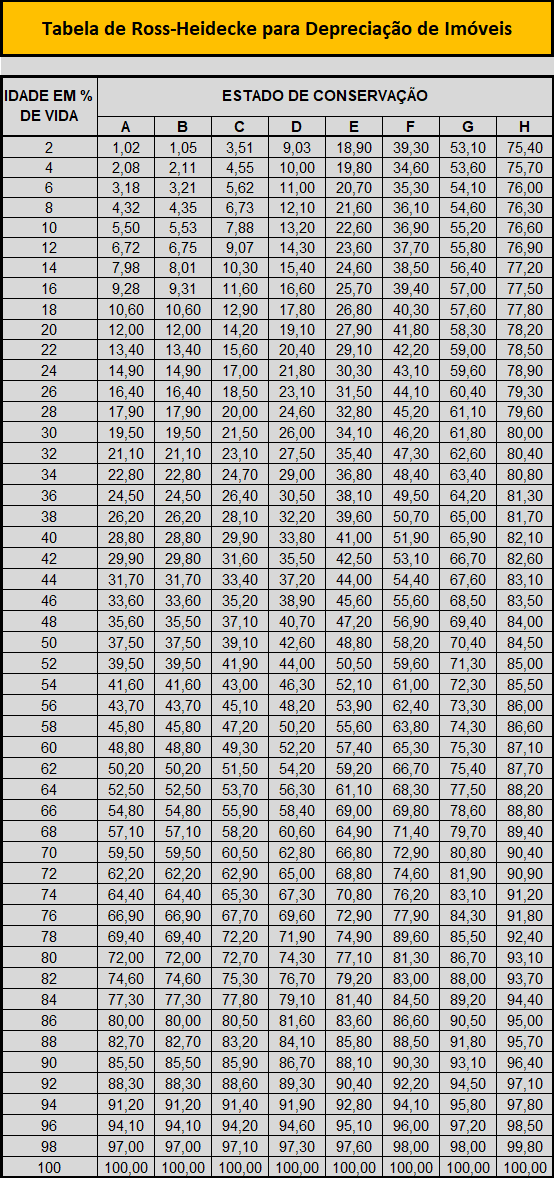 Tabela de Ross-Heidecke para Depreciação de Imóveis
IDADE EM % DE VIDA ESTADO DE CONSERVAÇÃO
A B C D E F G H
2 1,02 1,05 3,51 9,03 18,90 39,30 53,10 75,40
4 2,08 2,11 4,55 10,00 19,80 34,60 53,60 75,70
6 3,18 3,21 5,62 11,00 20,70 35,30 54,10 76,00
8 4,32 4,35 6,73 12,10 21,60 36,10 54,60 76,30
10 5,50 5,53 7,88 13,20 22,60 36,90 55,20 76,60
12 6,72 6,75 9,07 14,30 23,60 37,70 55,80 76,90
14 7,98 8,01 10,30 15,40 24,60 38,50 56,40 77,20
16 9,28 9,31 11,60 16,60 25,70 39,40 57,00 77,50
18 10,60 10,60 12,90 17,80 26,80 40,30 57,60 77,80
20 12,00 12,00 14,20 19,10 27,90 41,80 58,30 78,20
22 13,40 13,40 15,60 20,40 29,10 42,20 59,00 78,50
24 14,90 14,90 17,00 21,80 30,30 43,10 59,60 78,90
26 16,40 16,40 18,50 23,10 31,50 44,10 60,40 79,30
28 17,90 17,90 20,00 24,60 32,80 45,20 61,10 79,60
30 19,50 19,50 21,50 26,00 34,10 46,20 61,80 80,00
32 21,10 21,10 23,10 27,50 35,40 47,30 62,60 80,40
34 22,80 22,80 24,70 29,00 36,80 48,40 63,40 80,80
36 24,50 24,50 26,40 30,50 38,10 49,50 64,20 81,30
38 26,20 26,20 28,10 32,20 39,60 50,70 65,00 81,70
40 28,80 28,80 29,90 33,80 41,00 51,90 65,90 82,10
42 29,90 29,80 31,60 35,50 42,50 53,10 66,70 82,60
44 31,70 31,70 33,40 37,20 44,00 54,40 67,60 83,10
46 33,60 33,60 35,20 38,90 45,60 55,60 68,50 83,50
48 35,60 35,50 37,10 40,70 47,20 56,90 69,40 84,00
50 37,50 37,50 39,10 42,60 48,80 58,20 70,40 84,50
52 39,50 39,50 41,90 44,00 50,50 59,60 71,30 85,00
54 41,60 41,60 43,00 46,30 52,10 61,00 72,30 85,50
56 43,70 43,70 45,10 48,20 53,90 62,40 73,30 86,00
58 45,80 45,80 47,20 50,20 55,60 63,80 74,30 86,60
60 48,80 48,80 49,30 52,20 57,40 65,30 75,30 87,10
62 50,20 50,20 51,50 54,20 59,20 66,70 75,40 87,70
64 52,50 52,50 53,70 56,30 61,10 68,30 77,50 88,20
66 54,80 54,80 55,90 58,40 69,00 69,80 78,60 88,80
68 57,10 57,10 58,20 60,60 64,90 71,40 79,70 89,40
70 59,50 59,50 60,50 62,80 66,80 72,90 80,80 90,40
72 62,20 62,20 62,90 65,00 68,80 74,60 81,90 90,90
74 64,40 64,40 65,30 67,30 70,80 76,20 83,10 91,20
76 66,90 66,90 67,70 69,60 72,90 77,90 84,30 91,80
78 69,40 69,40 72,20 71,90 74,90 89,60 85,50 92,40
80 72,00 72,00 72,70 74,30 77,10 81,30 86,70 93,10
82 74,60 74,60 75,30 76,70 79,20 83,00 88,00 93,70
84 77,30 77,30 77,80 79,10 81,40 84,50 89,20 94,40
86 80,00 80,00 80,50 81,60 83,60 86,60 90,50 95,00
88 82,70 82,70 83,20 84,10 85,80 88,50 91,80 95,70
90 85,50 85,50 85,90 86,70 88,10 90,30 93,10 96,40
92 88,30 88,30 88,60 89,30 90,40 92,20 94,50 97,10
94 91,20 91,20 91,40 91,90 92,80 94,10 95,80 97,80
96 94,10 94,10 94,20 94,60 95,10 96,00 97,20 98,50
98 97,00 97,00 97,10 97,30 97,60 98,00 98,00 99,80
100 100,00 100,00 100,00 100,00 100,00 100,00 100,00 100,00